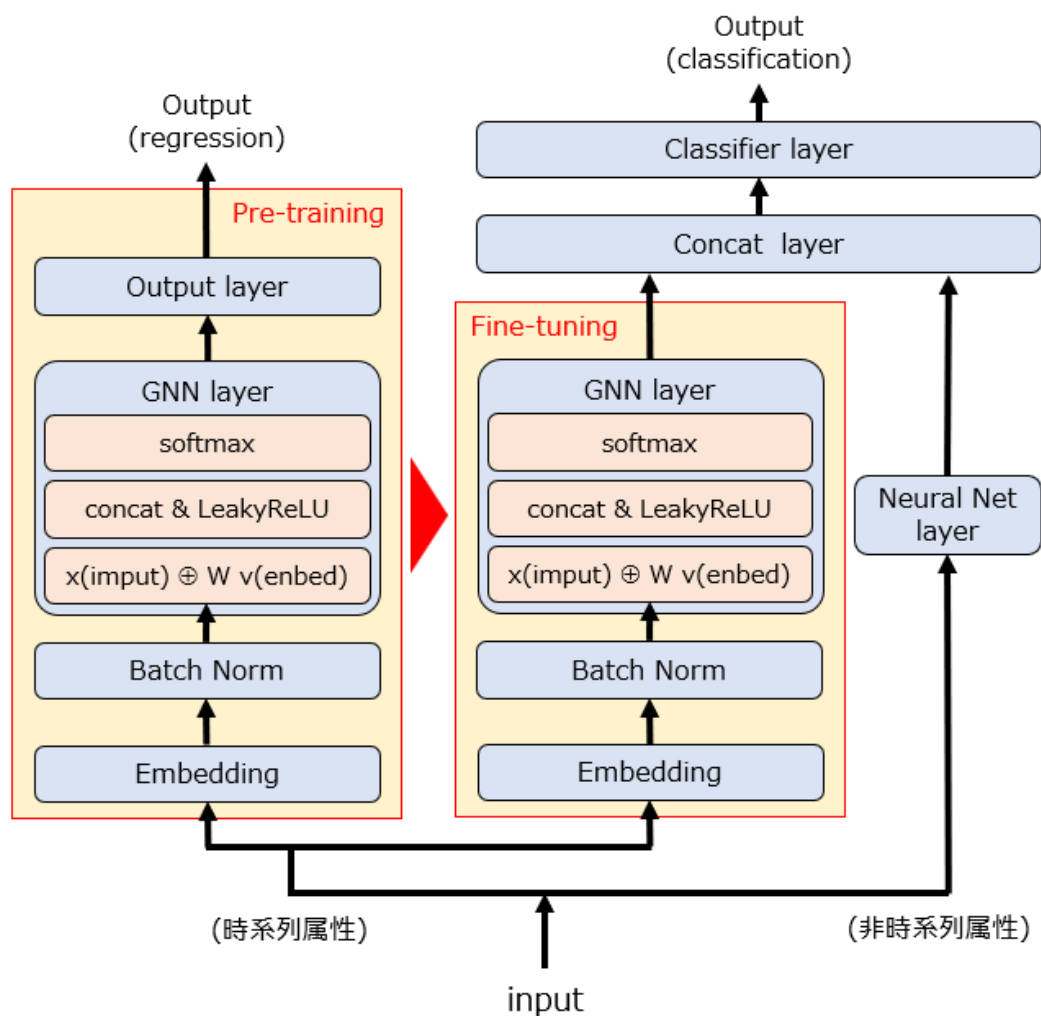 Output
(regression)
Pre-training
Output layer
GNN layer
softmax
concat & LeakyReLU
x(imput) ⊕ W v(enbed)
Batch Norm
Embedding
Output
(classification)
Classifier layer
Concat layer
Fine-tuning
GNN layer
softmax
concat & LeakyReLU
x(imput) ⊕ W v(enbed)
Batch Norm
Embedding
Neural Net
layer
(時系列属性)
(非時系列属性)
input